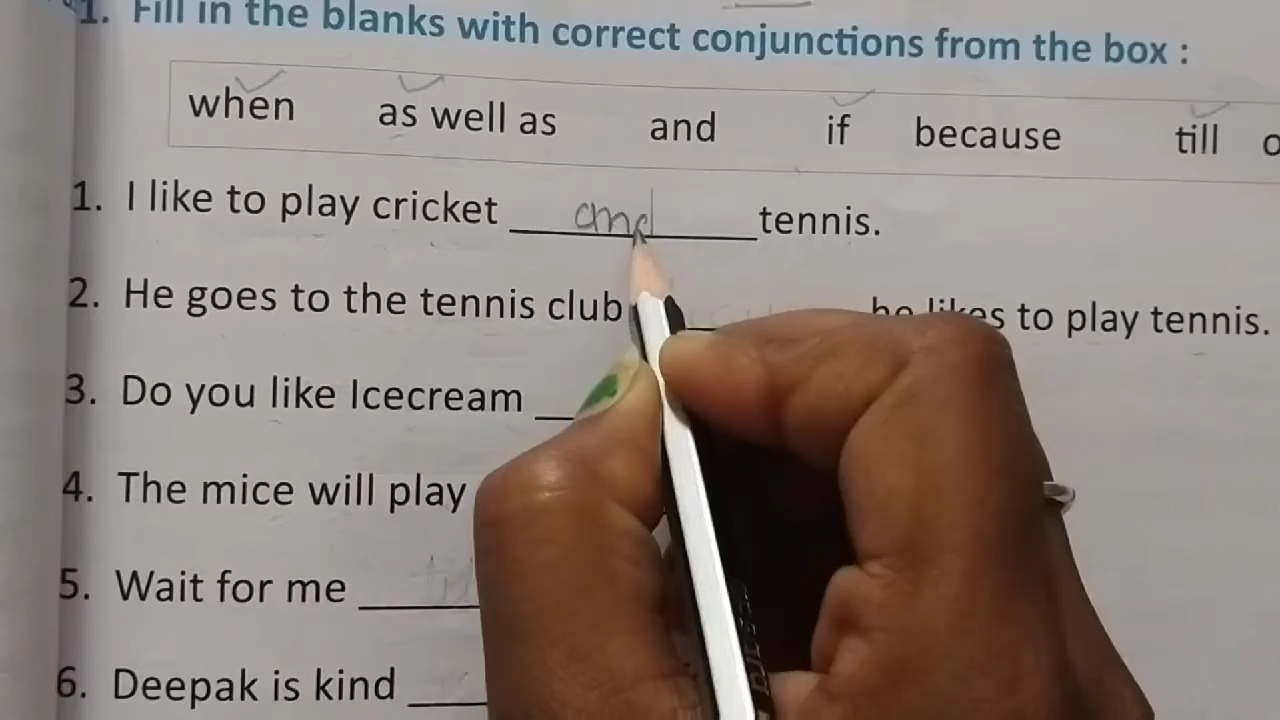 1. Fill in the blanks with correct conjunctions from the box :
when as well as and if because till
1. I like to play cricket and tennis.
2. He goes to the tennis club he likes to play tennis.
3. Do you like Icecream
4. The mice will play
5. Wait for me
6. Deepak is kind